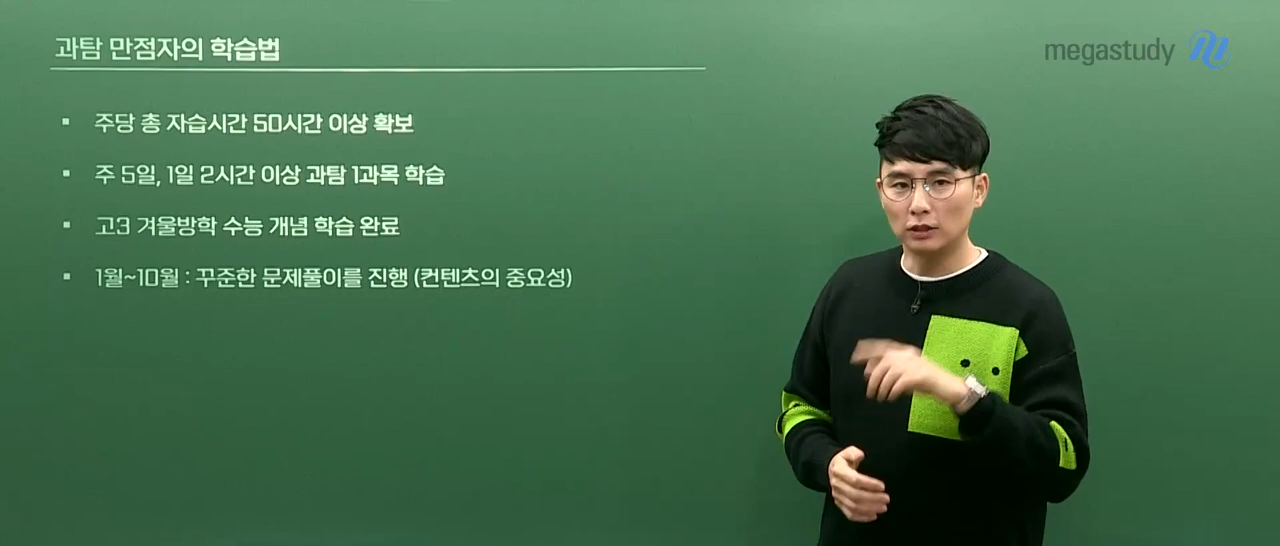 과탐 만점자의 학습법
megastudy
▪ 주당 총 자습시간 50시간 이상 확보
▪ 주 5일, 1일 2시간 이상 과탐 1과목 학습
▪ 고3 겨울방학 수능 개념 학습 완료
▪ 1월~10월 : 꾸준한 문제풀이를 진행 (컨텐츠의 중요성)